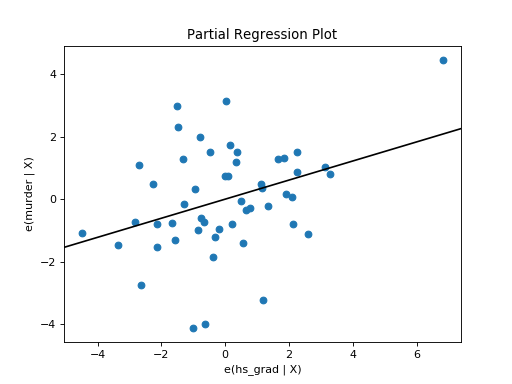 Partial Regression Plot
e(murder | X)
4
2
0
−2
−4
−4 −2 0 2 4 6
e(hs_grad | X)